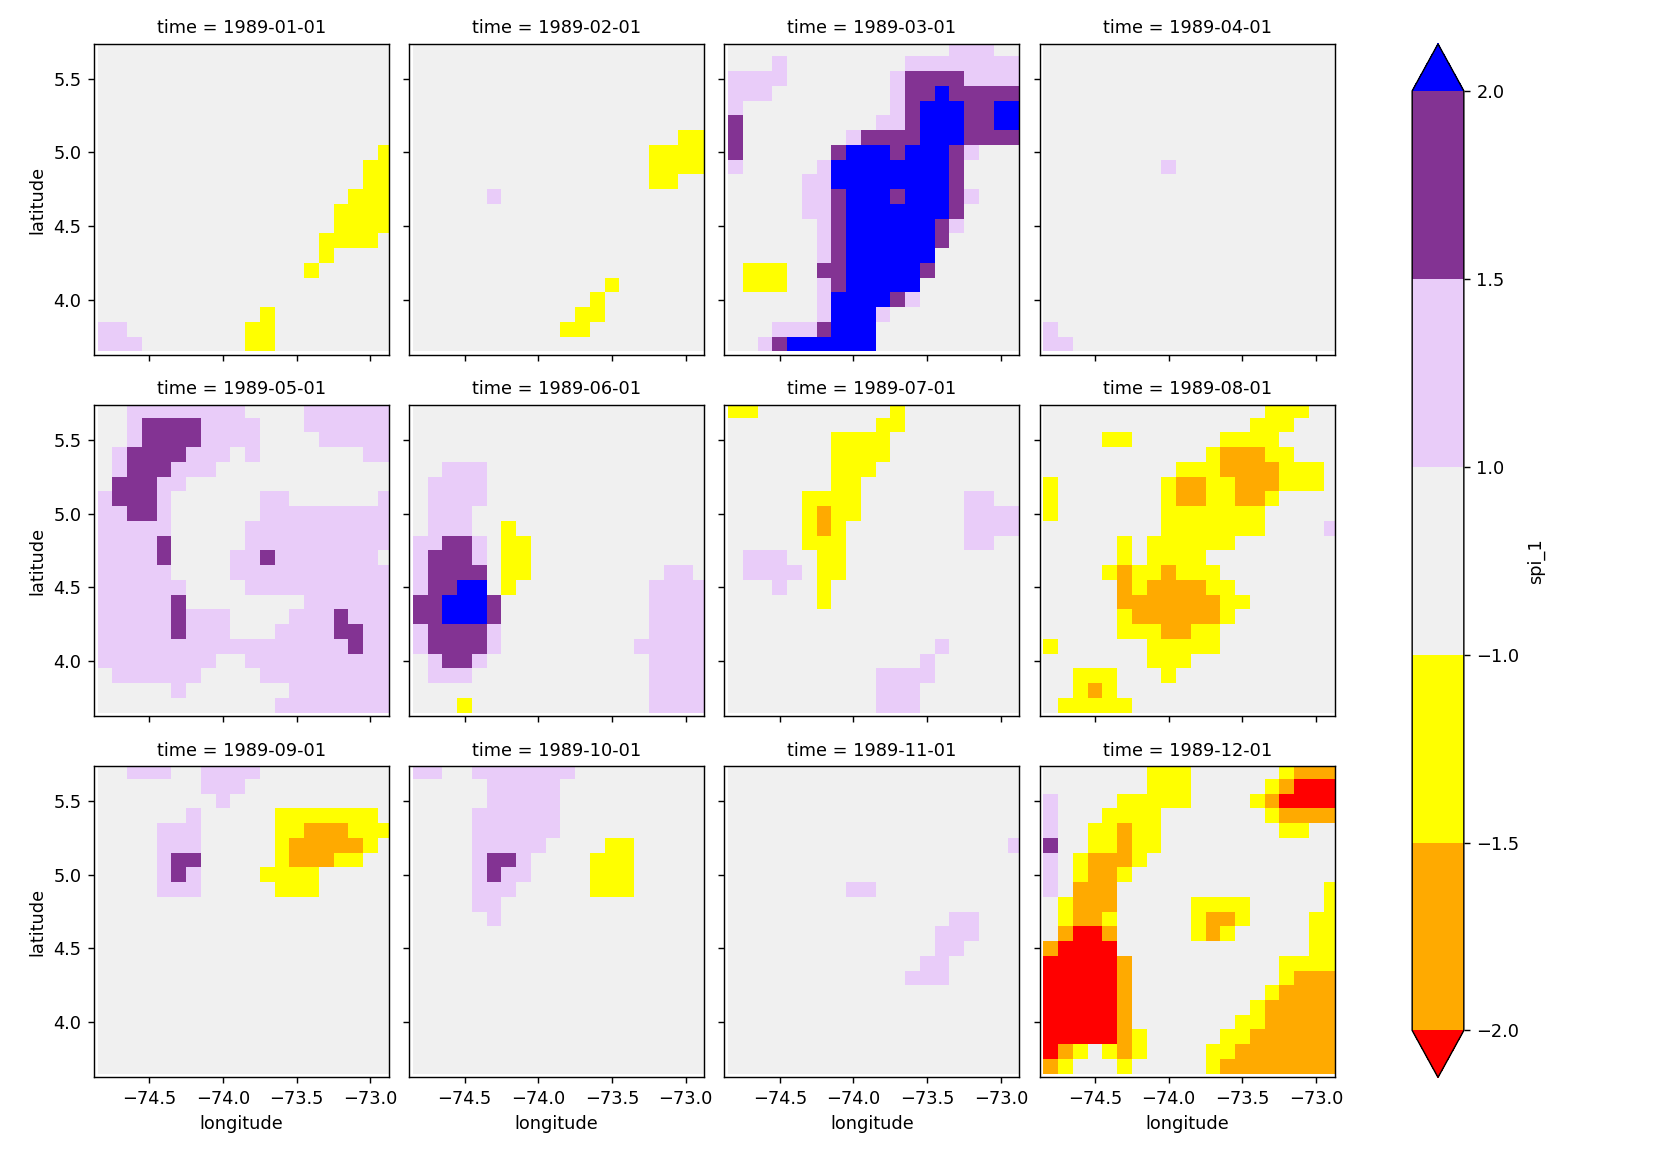 time = 1989-01-01
time = 1989-02-01
time = 1989-03-01
time = 1989-04-01
5.5
5.0
4.5
4.0
latitude
time = 1989-05-01
time = 1989-06-01
time = 1989-07-01
time = 1989-08-01
5.5
5.0
4.5
4.0
latitude
time = 1989-09-01
time = 1989-10-01
time = 1989-11-01
time = 1989-12-01
5.5
5.0
4.5
4.0
latitude
−74.5 −74.0 −73.5 −73.0
longitude
−74.5 −74.0 −73.5 −73.0
longitude
−74.5 −74.0 −73.5 −73.0
longitude
−74.5 −74.0 −73.5 −73.0
longitude
2.0
1.5
1.0
−1.0
−1.5
−2.0
spi_1